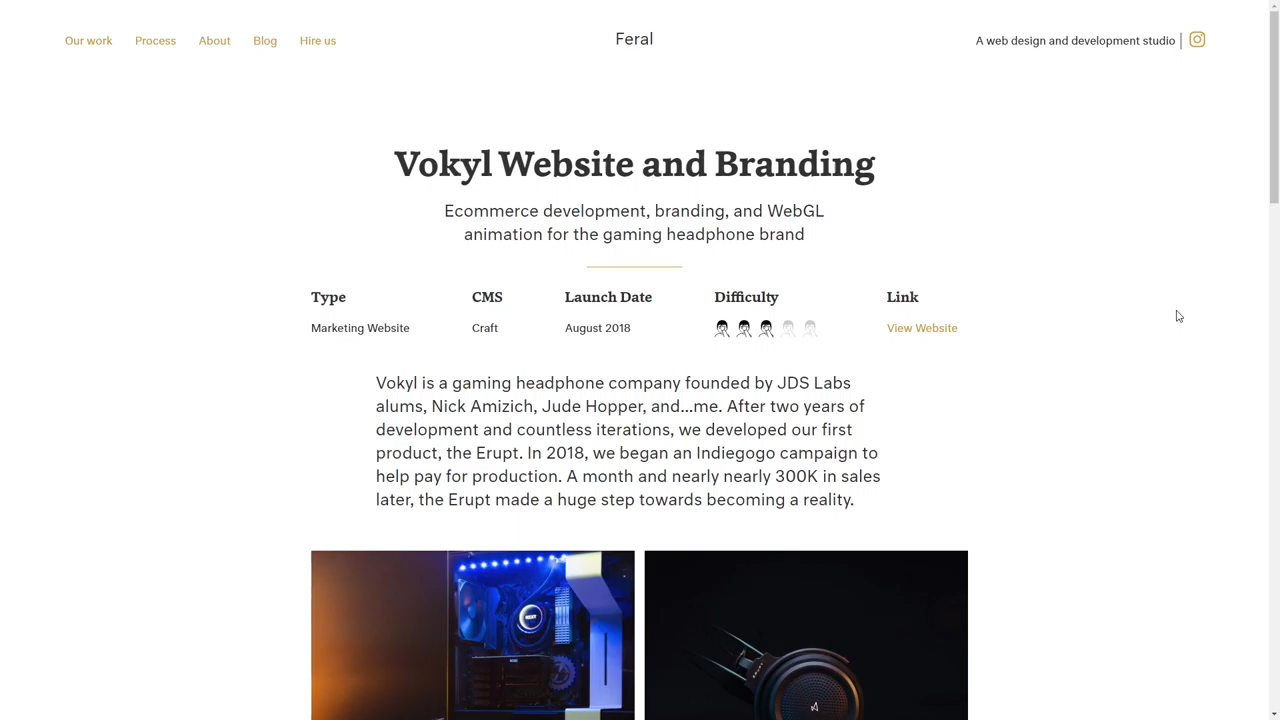 Our work Process About Blog Hire us
Feral
A web design and development studio
Vokyl Website and Branding
Ecommerce development, branding, and WebGL
animation for the gaming headphone brand
Type CMS Launch Date Difficulty Link
Marketing Website Craft August 2018 View Website
Vokyl is a gaming headphone company founded by JDS Labs
alums, Nick Amizich, Jude Hopper, and...me. After two years of
development and countless iterations, we developed our first
product, the Erupt. In 2018, we began an Indiegogo campaign to
help pay for production. A month and nearly nearly 300K in sales
later, the Erupt made a huge step towards becoming a reality.
NZXT